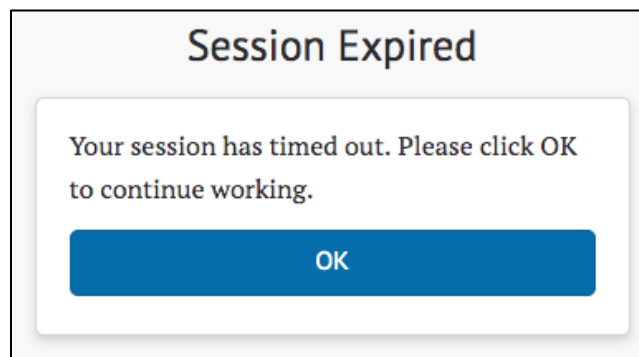 Session Expired
Your session has timed out. Please click OK
to continue working.
OK